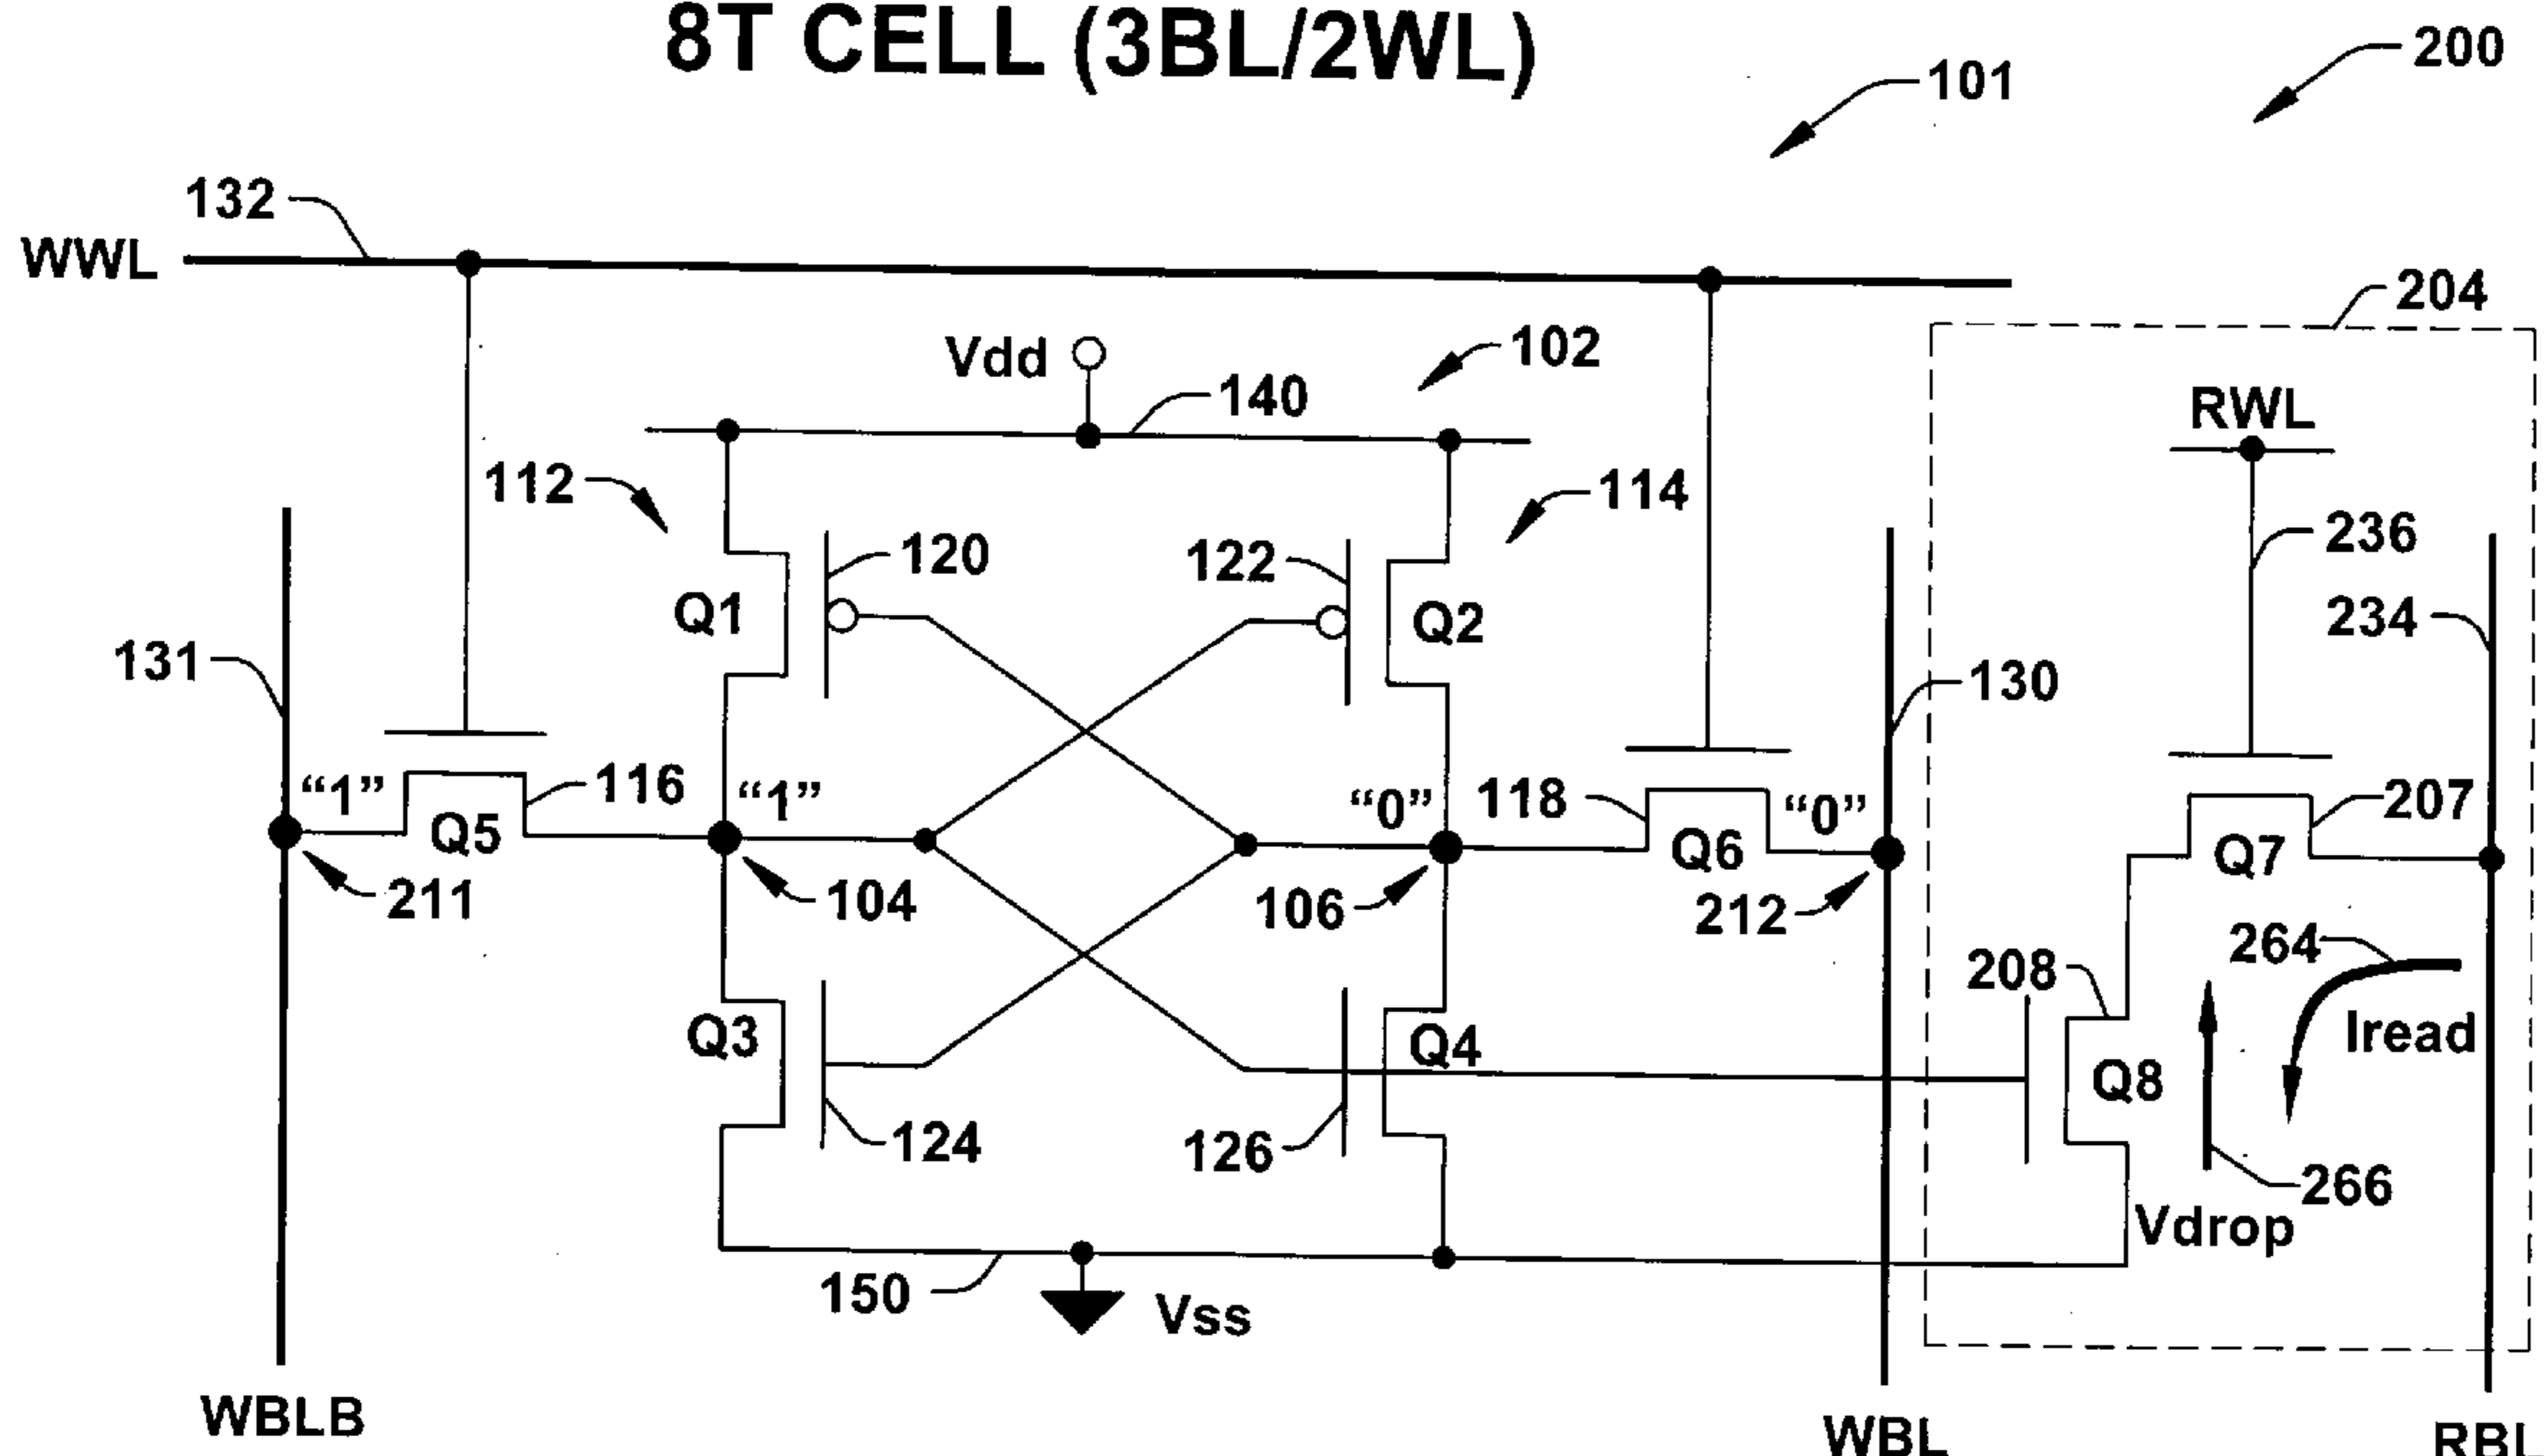 8T CELL (3BL/2WL)
200
101
132
WWL
204
Vdd
102
140
RWL
112
114
236
120
122
Q1
Q2
234
131
130
"1"
116
"1"
"0"
118
"0"
207
Q5
Q6
Q7
211
104
106
212
264
208
Q3
Q4
Iread
Q8
124
126
266
Vdrop
150
Vss
WBLB
WBL
RBL